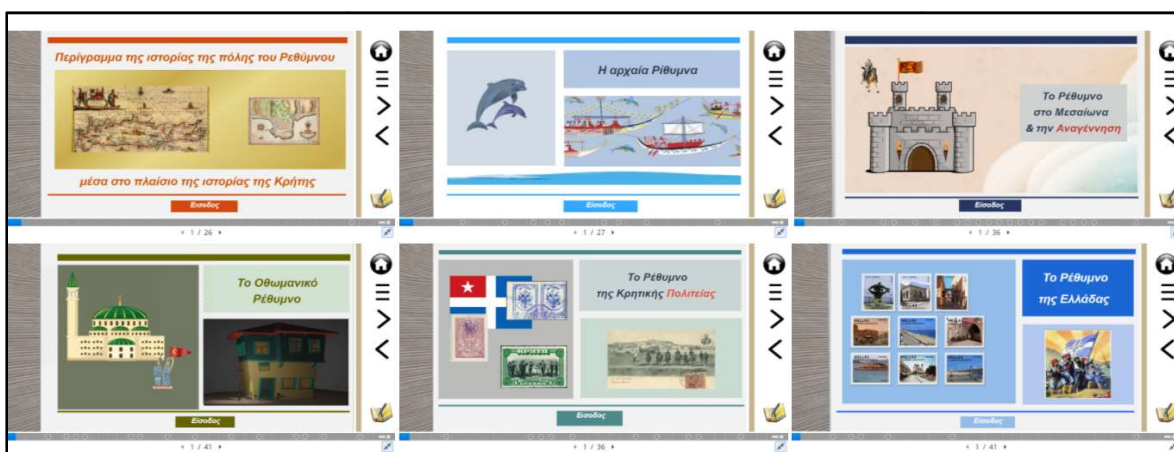 Περίγραμμα της ιστορίας της πόλης του Ρεθύμνου
μέσα στο πλαίσιο της ιστορίας της Κρήτης
Είσοδος
1 / 26
Η αρχαία Ρίθυμνα
Είσοδος
1 / 27
Το Ρέθυμνο
στο Μεσαίωνα
& την Αναγέννηση
Είσοδος
1 / 36
Το Οθωμανικό
Ρέθυμνο
Είσοδος
1 / 41
Το Ρέθυμνο
της Κρητικής Πολιτείας
Είσοδος
1 / 36
Το Ρέθυμνο
της Ελλάδας
Είσοδος
1 / 41